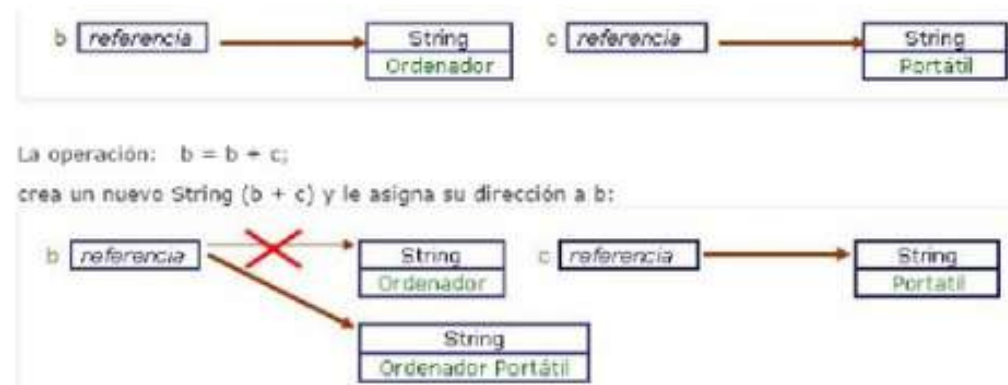 b referencia String c referencia String
Ordenador Portátil
La operación: b = b + c;
crea un nuevo String (b + c) y le asigna su dirección a b:
b referencia String c referencia String
Ordenador Portatil
String
Ordenador Portátil